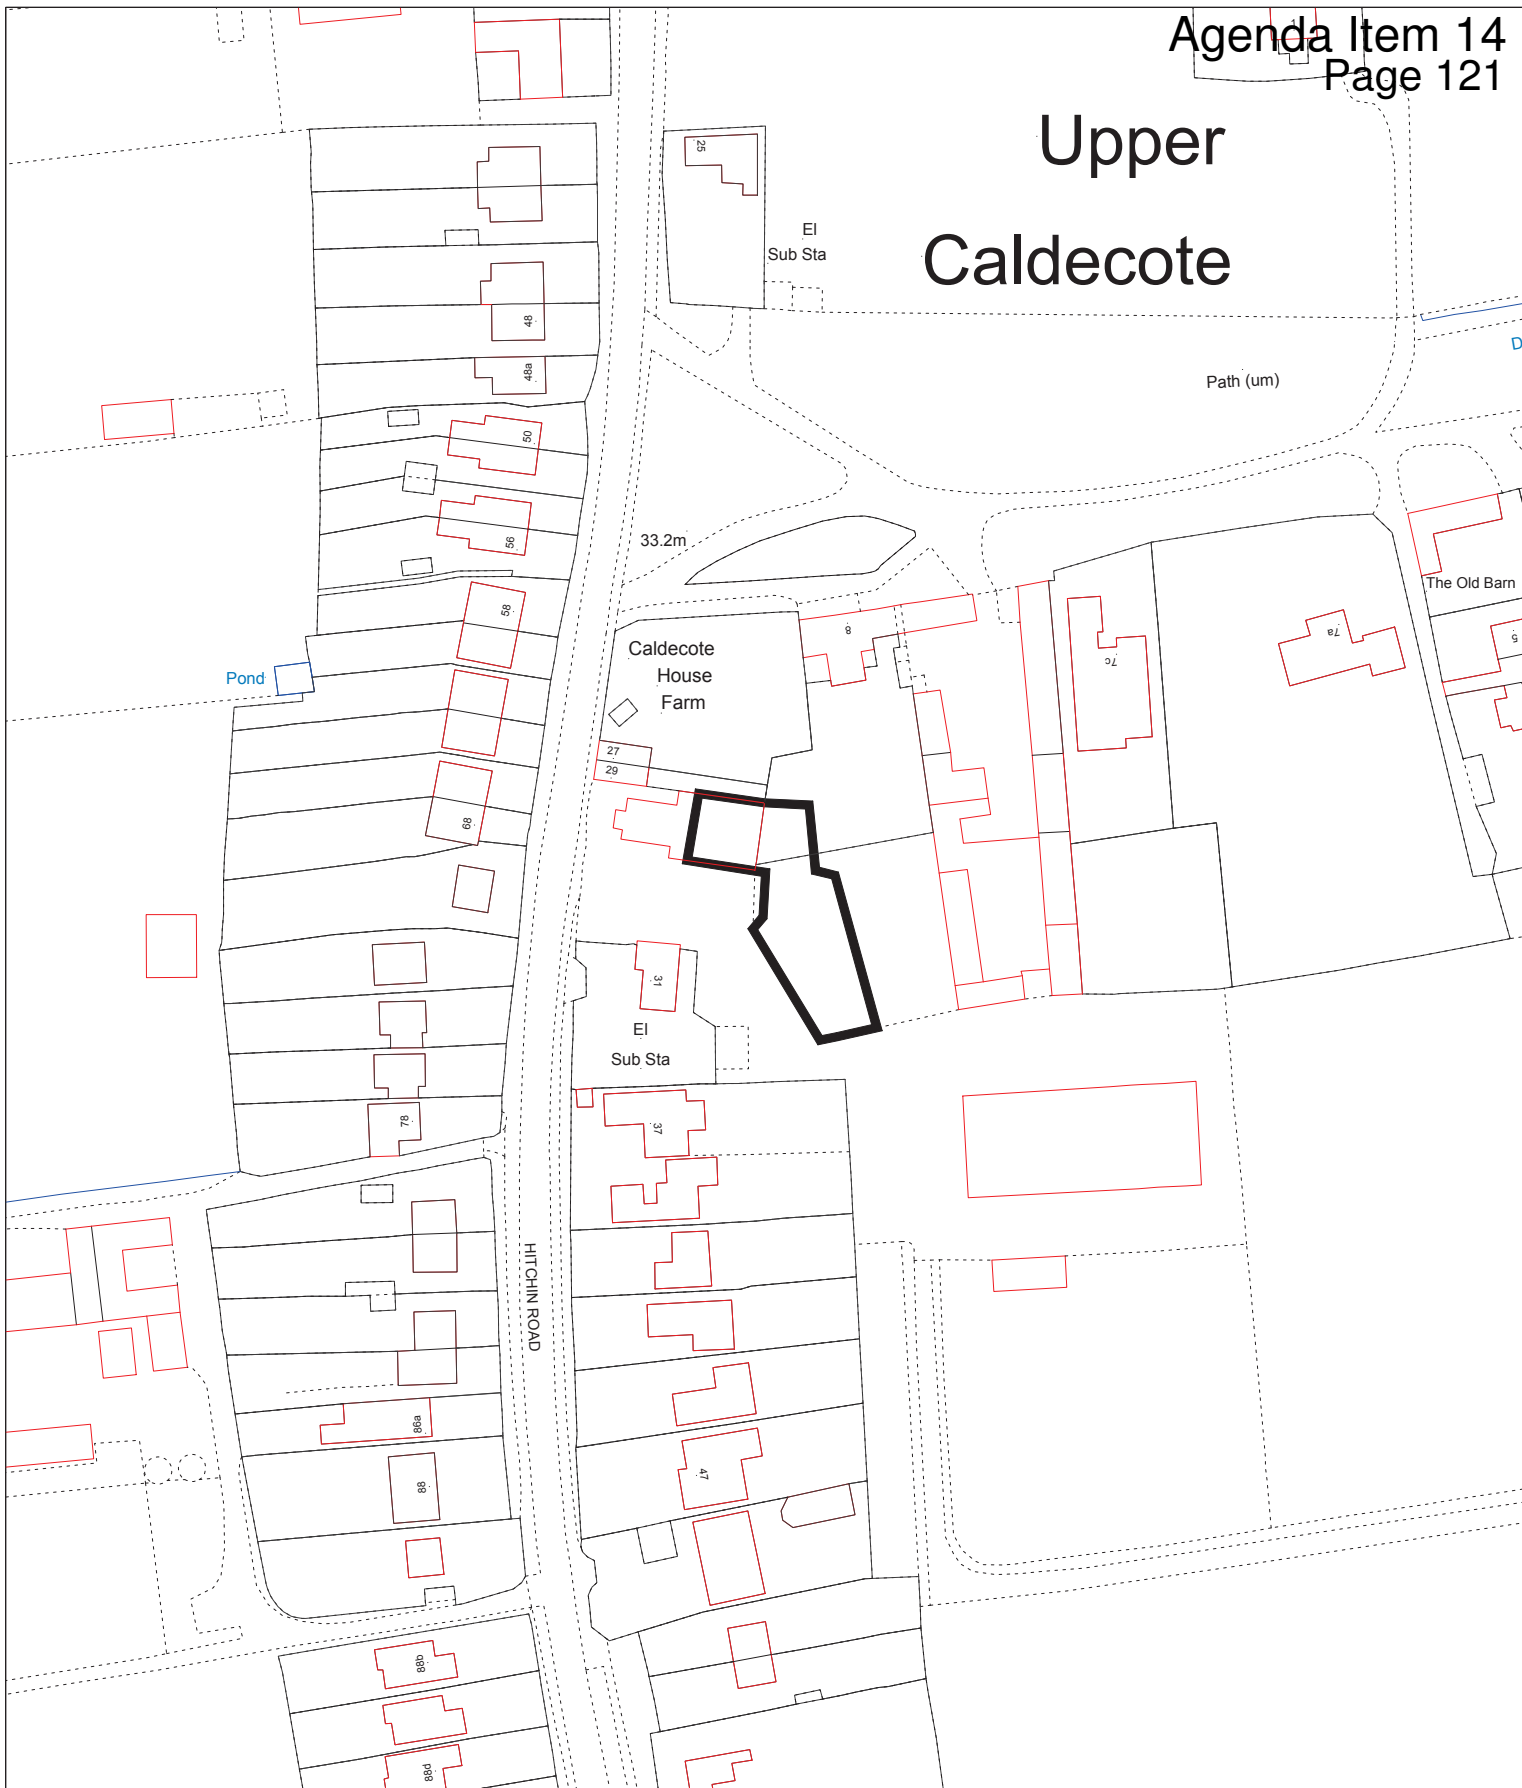 Agenda Item 14
Page 121
1
Upper
Caldecote
25
El
Sub Sta
48
48a
Path (um)
D
50
56
33.2m
58
The Old Barn
8
7c
7a
5
Caldecote
House
Farm
Pond
27
29
68
31
El
Sub Sta
78
37
HITCHIN ROAD
86a
47
88
88b
88d